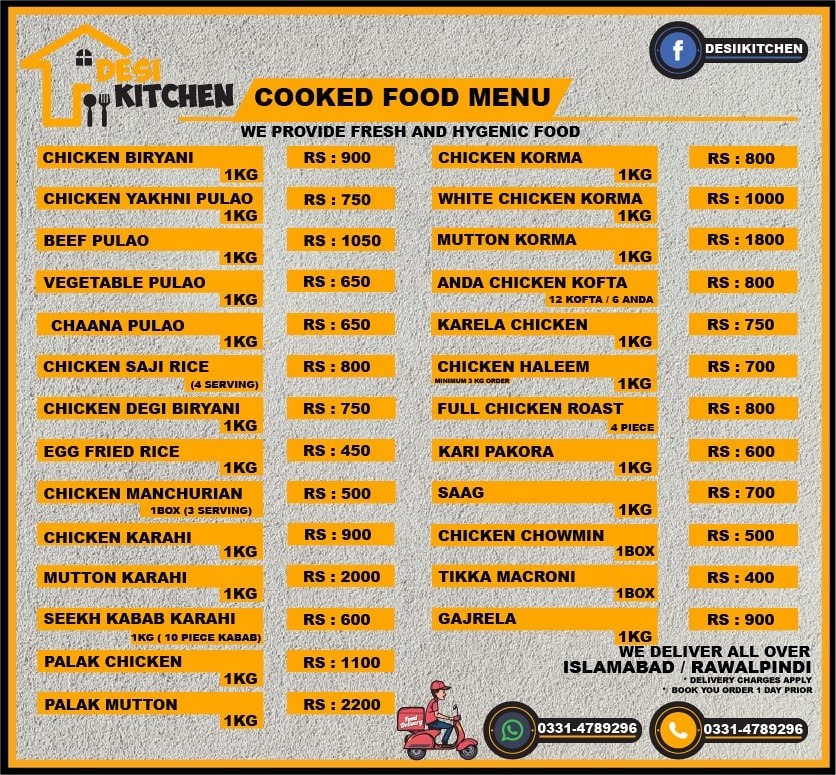 DESI
KITCHEN
f DESIIKITCHEN
COOKED FOOD MENU
WE PROVIDE FRESH AND HYGENIC FOOD
CHICKEN BIRYANI
1KG
RS : 900
CHICKEN YAKHNI PULAO
1KG
RS : 750
BEEF PULAO
1KG
RS : 1050
VEGETABLE PULAO
1KG
RS : 650
CHAANA PULAO
1KG
RS : 650
CHICKEN SAJI RICE
(4 SERVING)
RS : 800
CHICKEN DEGI BIRYANI
1KG
RS : 750
EGG FRIED RICE
1KG
RS : 450
CHICKEN MANCHURIAN
1BOX (3 SERVING)
RS : 500
CHICKEN KARAHI
1KG
RS : 900
MUTTON KARAHI
1KG
RS : 2000
SEEKH KABAB KARAHI
1KG ( 10 PIECE KABAB)
RS : 600
PALAK CHICKEN
1KG
RS : 1100
PALAK MUTTON
1KG
RS : 2200
CHICKEN KORMA
1KG
RS : 800
WHITE CHICKEN KORMA
1KG
RS : 1000
MUTTON KORMA
1KG
RS : 1800
ANDA CHICKEN KOFTA
12 KOFTA / 6 ANDA
RS : 800
KARELA CHICKEN
1KG
RS : 750
CHICKEN HALEEM
MINIMUM 3 KG ORDER
1KG
RS : 700
FULL CHICKEN ROAST
4 PIECE
RS : 800
KARI PAKORA
1KG
RS : 600
SAAG
1KG
RS : 700
CHICKEN CHOWMIN
1BOX
RS : 500
TIKKA MACRONI
1BOX
RS : 400
GAJRELA
1KG
RS : 900
WE DELIVER ALL OVER
ISLAMABAD / RAWALPINDI
* DELIVERY CHARGES APPLY
* BOOK YOU ORDER 1 DAY PRIOR
Food
Delivery
0331-4789296
0331-4789296